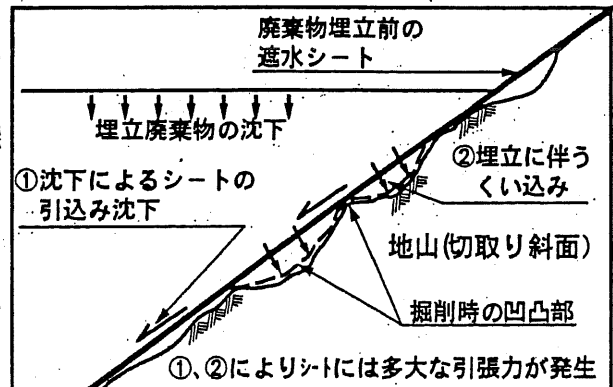 廃棄物埋立前の
遮水シート
埋立廃棄物の沈下
①沈下によるシートの
引込み沈下
②埋立に伴う
くい込み
地山(切取り斜面)
掘削時の凹凸部
①、②によりシートには多大な引張力が発生